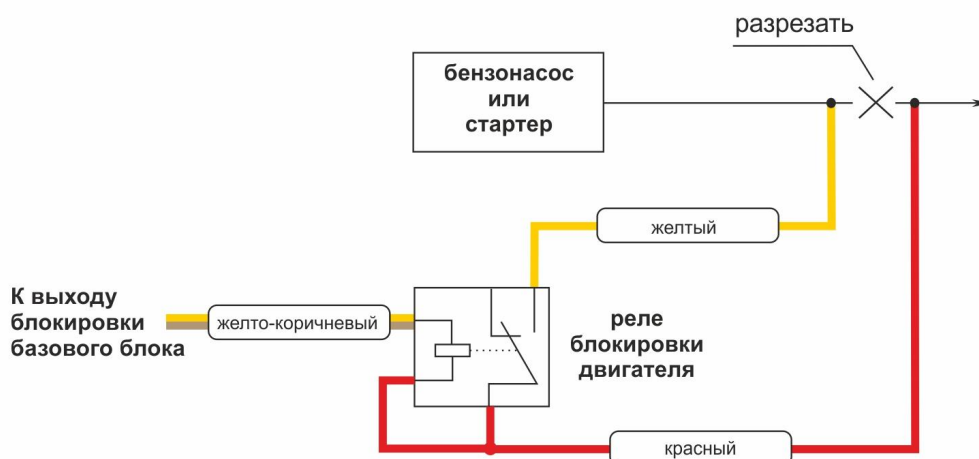 разрезать
бензонасос
или
стартер
желтый
К выходу
блокировки
базового блока
желто-коричневый
реле
блокировки
двигателя
красный